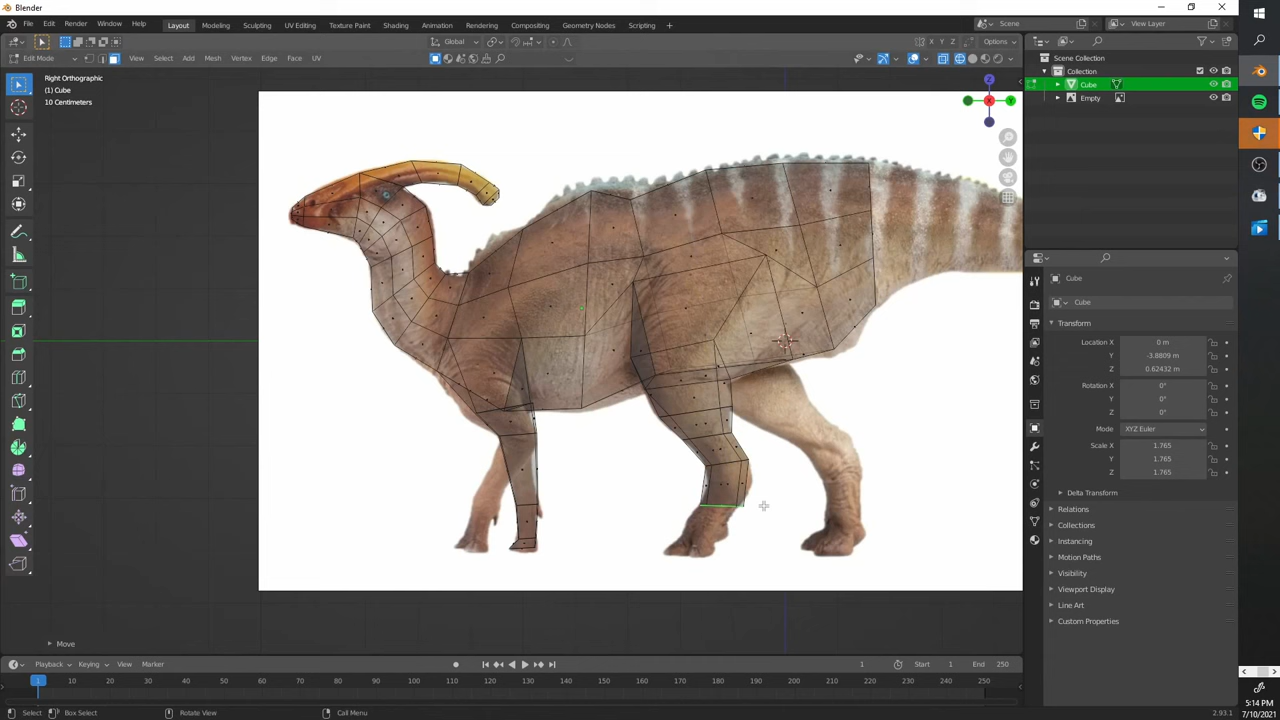 Blender
File Edit Render Window Help Layout Modeling Sculpting UV Editing Texture Paint Shading Animation Rendering Compositing Geometry Nodes Scripting + Scene View Layer
Global X Y Z Options
Edit Mode View Select Add Mesh Vertex Edge Face UV
Right Orthographic
(1) Cube
10 Centimeters
Z
X
Y
Scene Collection
Collection
Cube
Empty
Cube
Cube
Transform
Location X 0 m
Y -3.8809 m
Z 0.62432 m
Rotation X 0°
Y 0°
Z 0°
Mode XYZ Euler
Scale X 1.765
Y 1.765
Z 1.765
Delta Transform
Relations
Collections
Instancing
Motion Paths
Visibility
Viewport Display
Line Art
Custom Properties
Move
Playback Keying View Marker 1 Start 1 End 250
1 10 20 30 40 50 60 70 80 90 100 110 120 130 140 150 160 170 180 190 200 210 220 230 240 250
Select Box Select Rotate View Call Menu 2.93.1
5:14 PM
7/10/2021